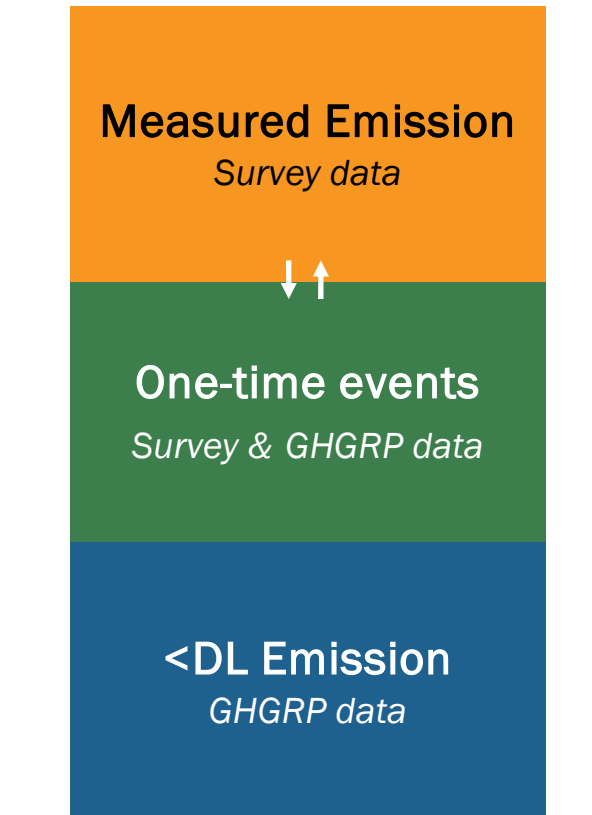 Measured Emission
Survey data
One-time events
Survey & GHGRP data
<DL Emission
GHGRP data